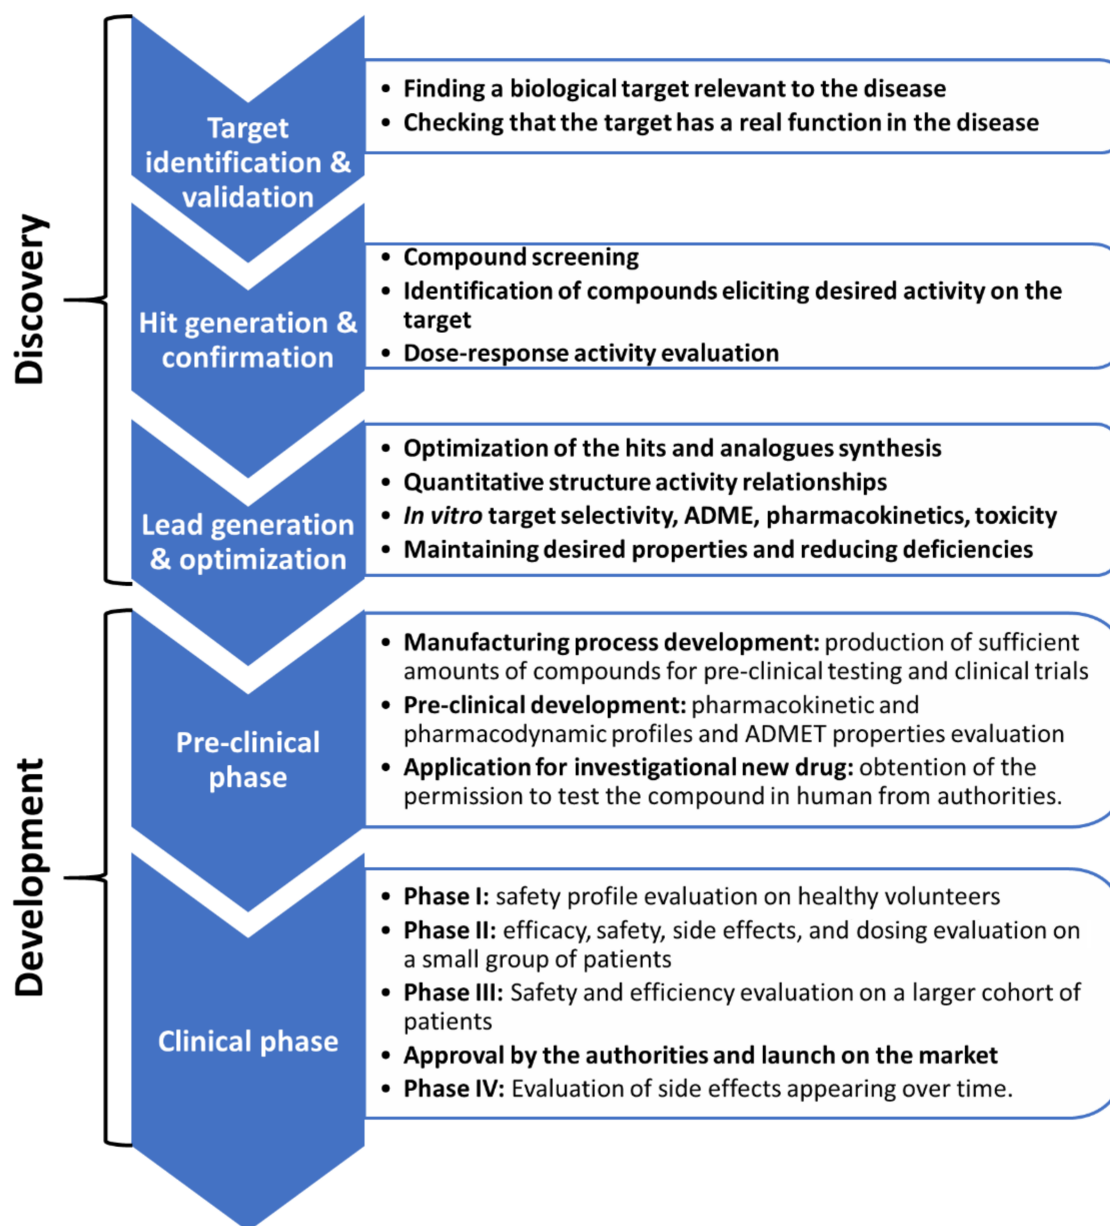 Discovery
Target
identification &
validation
• Finding a biological target relevant to the disease
• Checking that the target has a real function in the disease
Hit generation &
confirmation
• Compound screening
• Identification of compounds eliciting desired activity on the
target
• Dose-response activity evaluation
Lead generation
& optimization
• Optimization of the hits and analogues synthesis
• Quantitative structure activity relationships
• In vitro target selectivity, ADME, pharmacokinetics, toxicity
• Maintaining desired properties and reducing deficiencies
Development
Pre-clinical
phase
• Manufacturing process development: production of sufficient
amounts of compounds for pre-clinical testing and clinical trials
• Pre-clinical development: pharmacokinetic and
pharmacodynamic profiles and ADMET properties evaluation
• Application for investigational new drug: obtention of the
permission to test the compound in human from authorities.
Clinical phase
• Phase I: safety profile evaluation on healthy volunteers
• Phase II: efficacy, safety, side effects, and dosing evaluation on
a small group of patients
• Phase III: Safety and efficiency evaluation on a larger cohort of
patients
• Approval by the authorities and launch on the market
• Phase IV: Evaluation of side effects appearing over time.